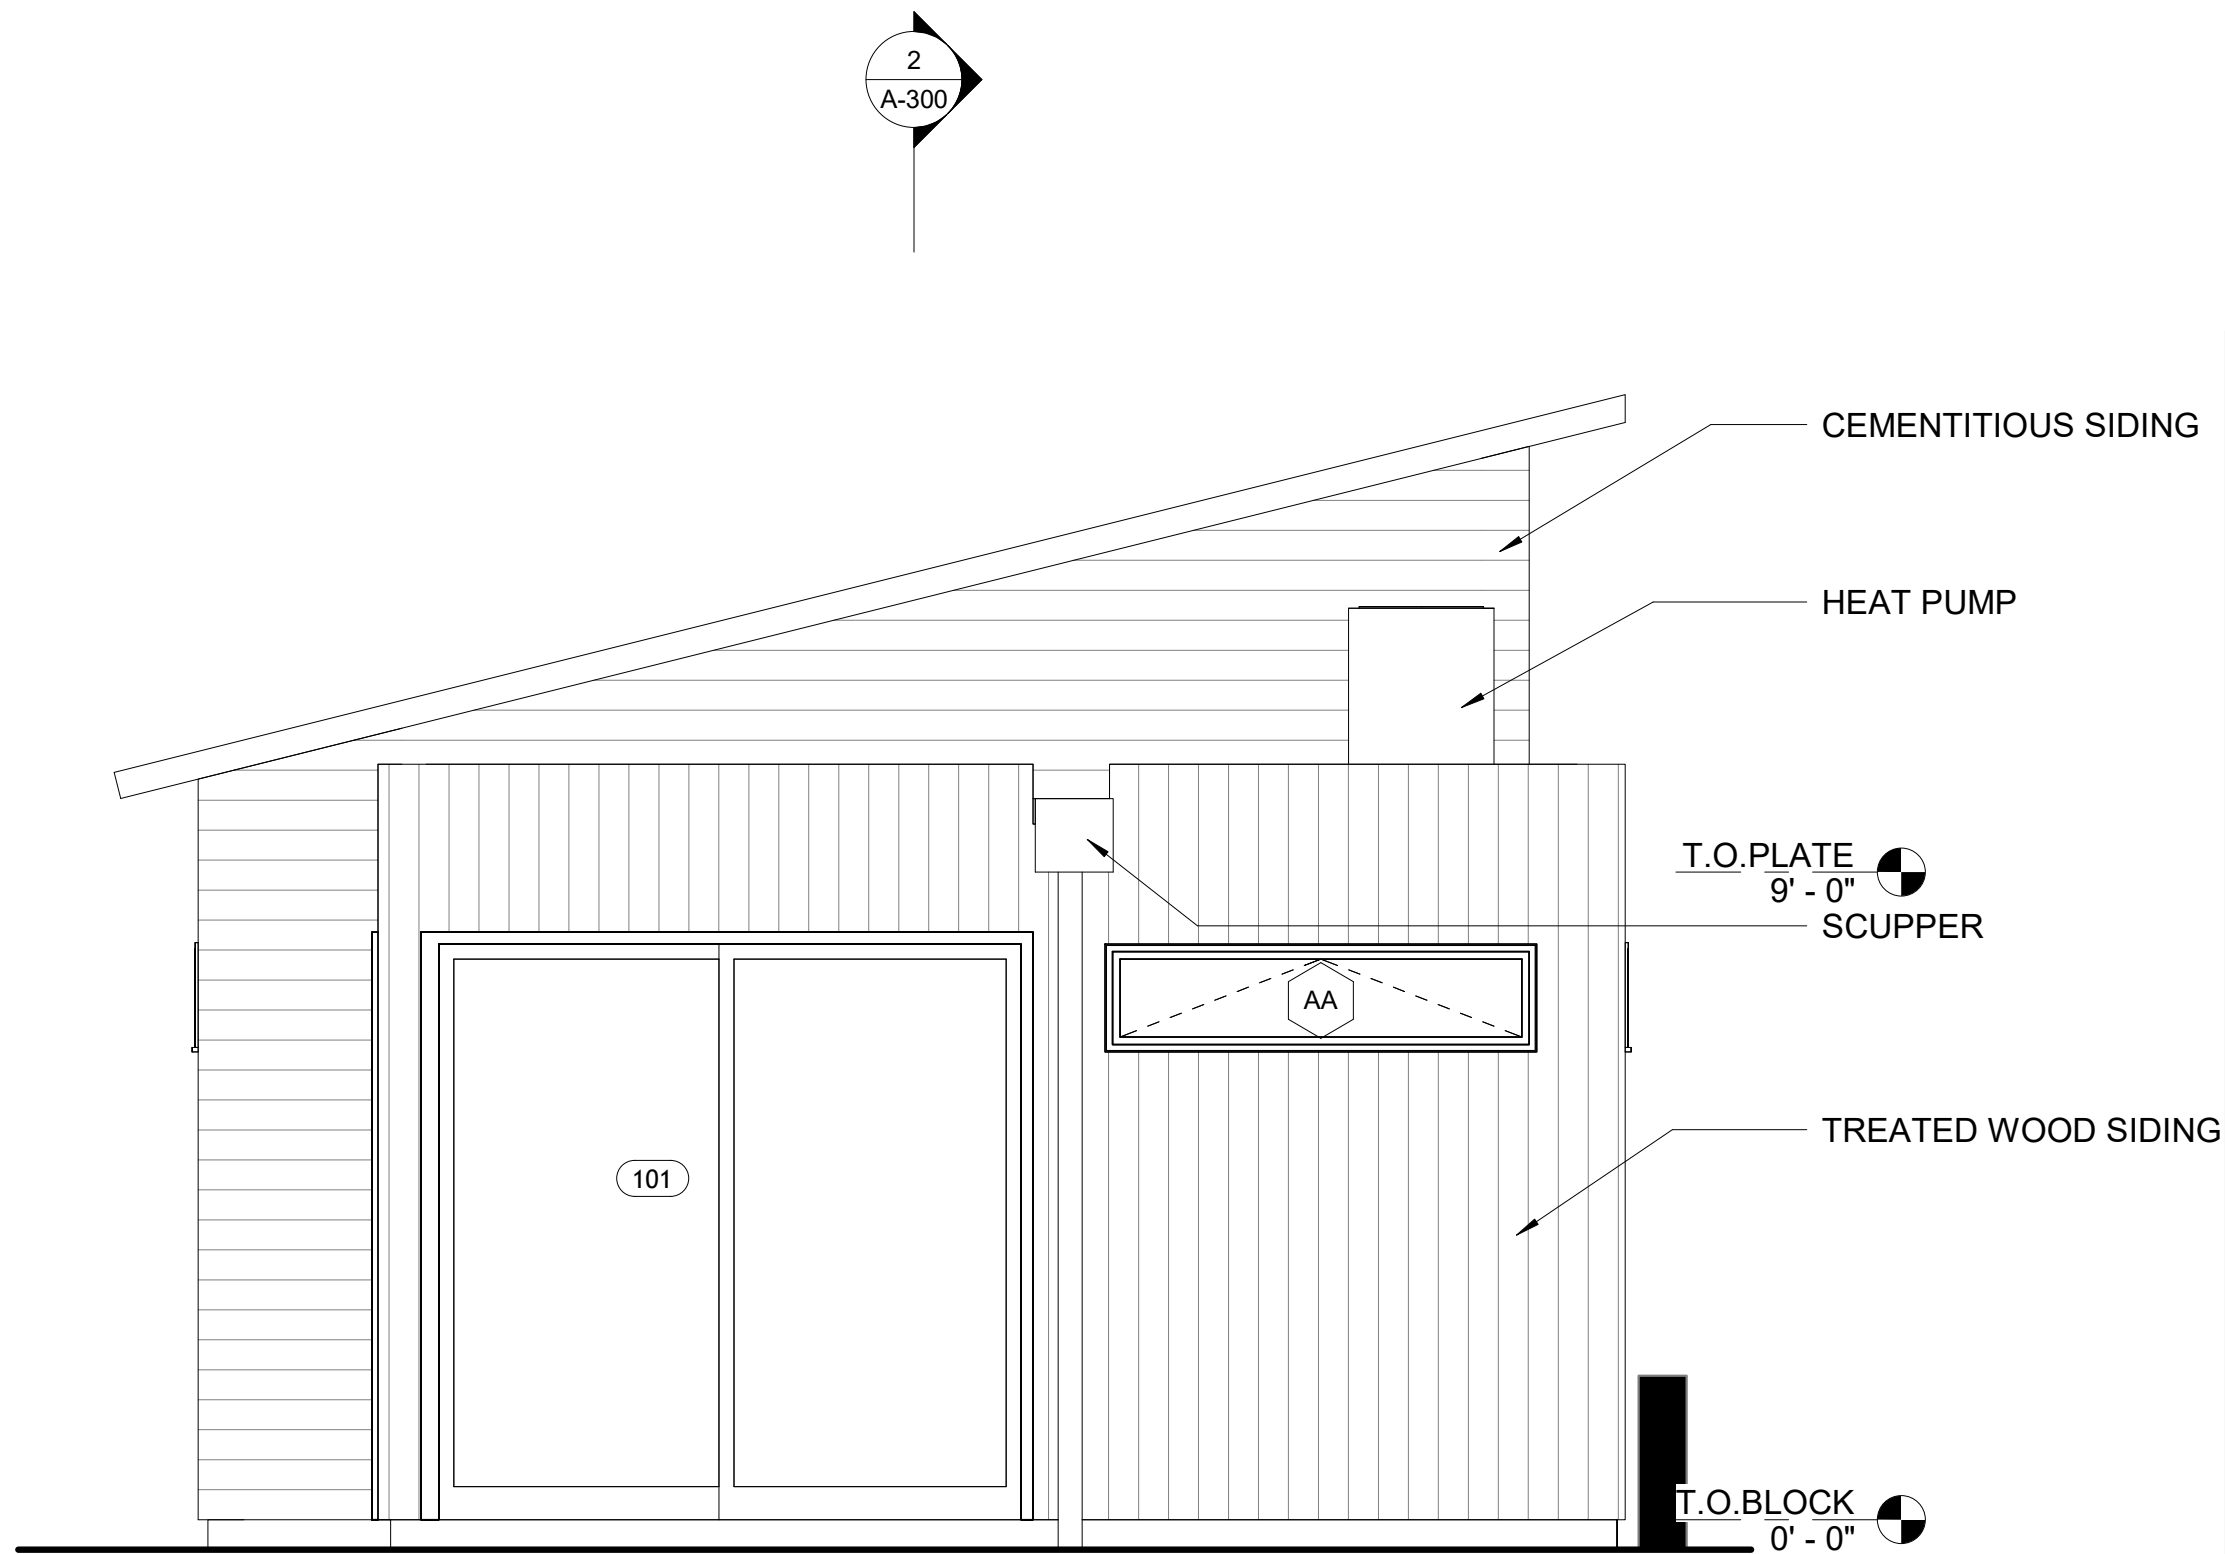 2
A-300
CEMENTITIOUS SIDING
HEAT PUMP
T.O.PLATE
9' - 0"
SCUPPER
AA
TREATED WOOD SIDING
101
T.O.BLOCK
0' - 0"